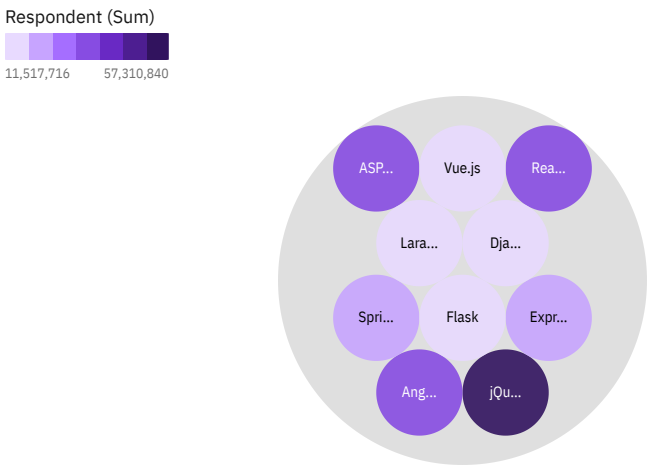 Respondent (Sum)
11,517,716 57,310,840
ASP... Vue.js Rea...
Lara... Dja...
Spri... Flask Expr...
Ang... jQu...